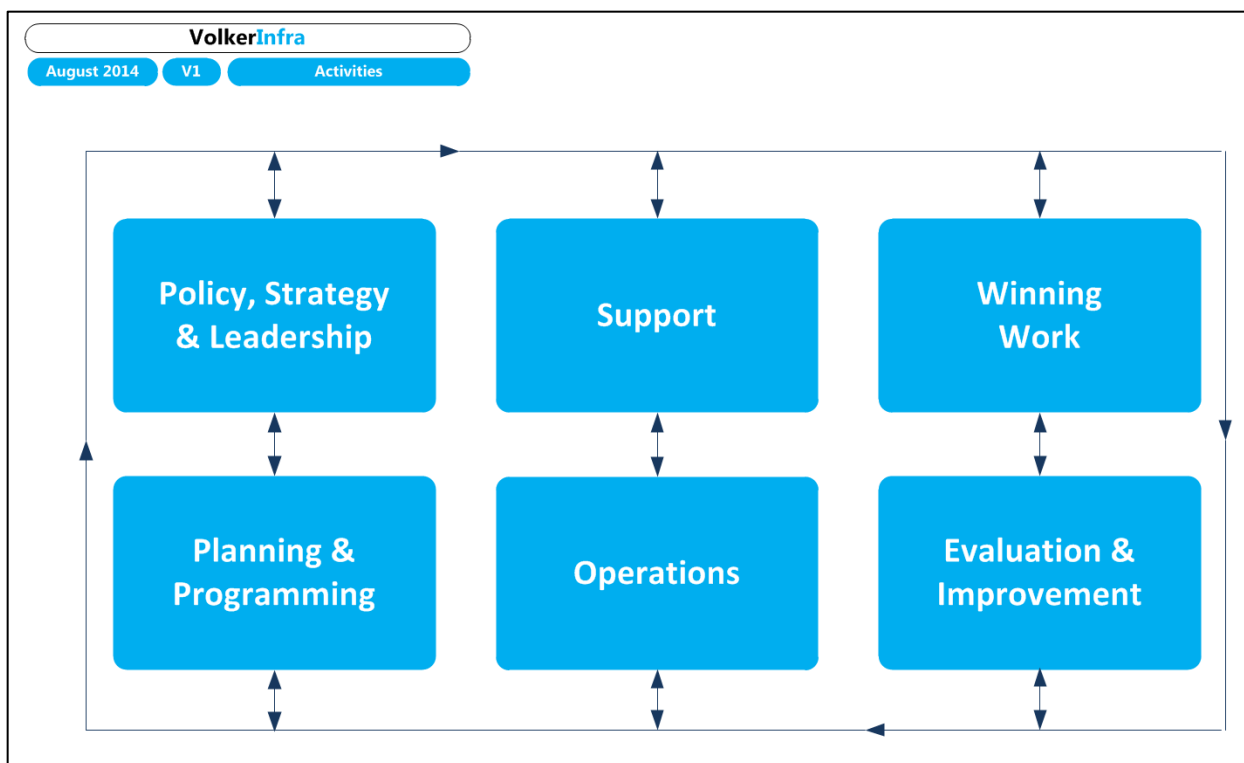 VolkerInfra
August 2014 V1 Activities
Policy, Strategy
& Leadership
Support
Winning
Work
Planning &
Programming
Operations
Evaluation &
Improvement